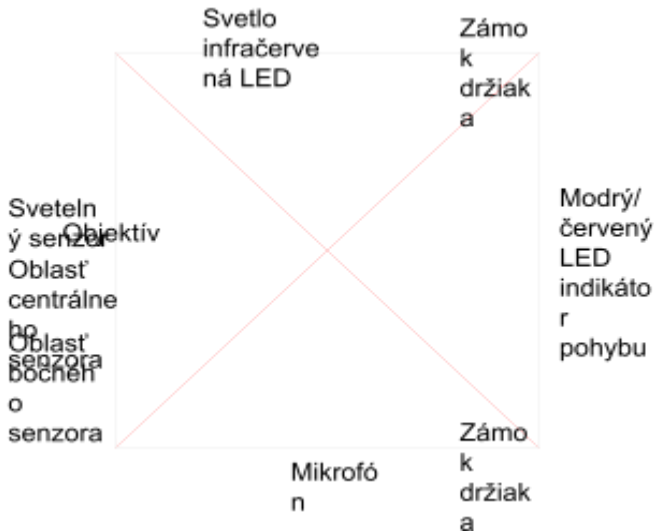 Svetlo
infračerve
ná LED
Zámo
k
držiak
a
Sveteln
ý senzor
Objektív
Oblasť
centrálne
ho
senzora
Oblasť
bočnéh
o
senzora
Modrý/
červený
LED
indikáto
r
pohybu
Mikrofó
n
Zámo
k
držiak
a